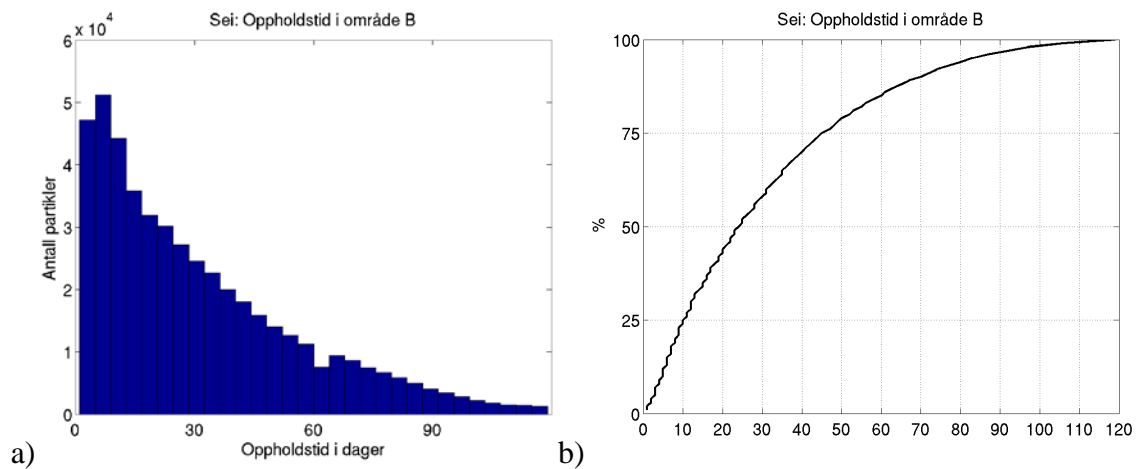 Sei: Oppholdstid i område B
x 10⁴
6
5
4
3
2
1
0
Antall partikler
0 30 60 90
Oppholdstid i dager
a)
Sei: Oppholdstid i område B
100
75
50
25
0
%
0 10 20 30 40 50 60 70 80 90 100 110 120
b)